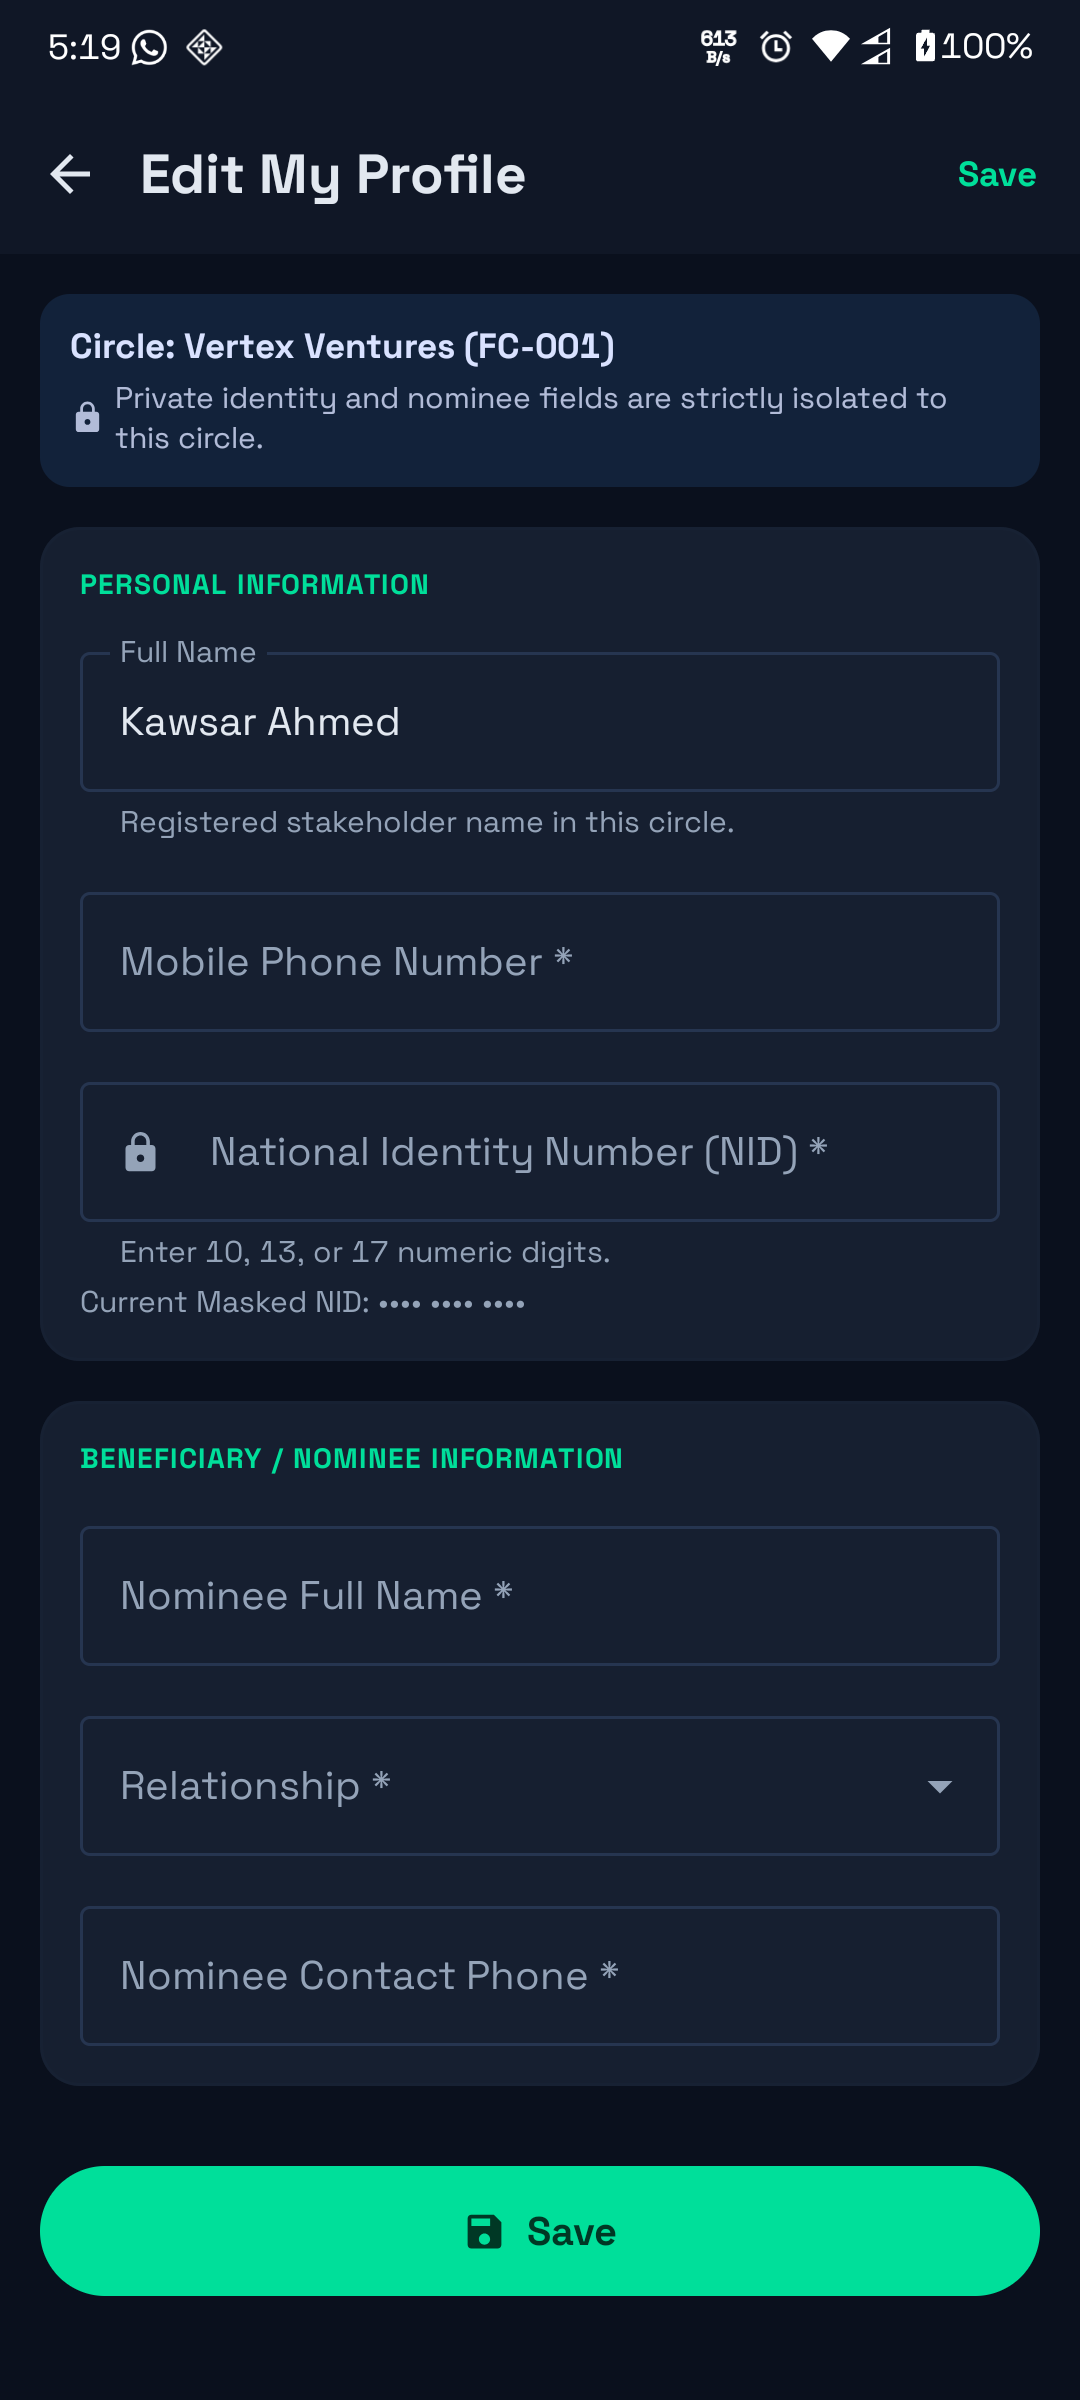 5:19
613
B/s
100%
Edit My Profile
Save
Circle: Vertex Ventures (FC-001)
Private identity and nominee fields are strictly isolated to
this circle.
PERSONAL INFORMATION
Full Name
Kawsar Ahmed
Registered stakeholder name in this circle.
Mobile Phone Number *
National Identity Number (NID) *
Enter 10, 13, or 17 numeric digits.
Current Masked NID: •••• •••• ••••
BENEFICIARY / NOMINEE INFORMATION
Nominee Full Name *
Relationship *
Nominee Contact Phone *
Save